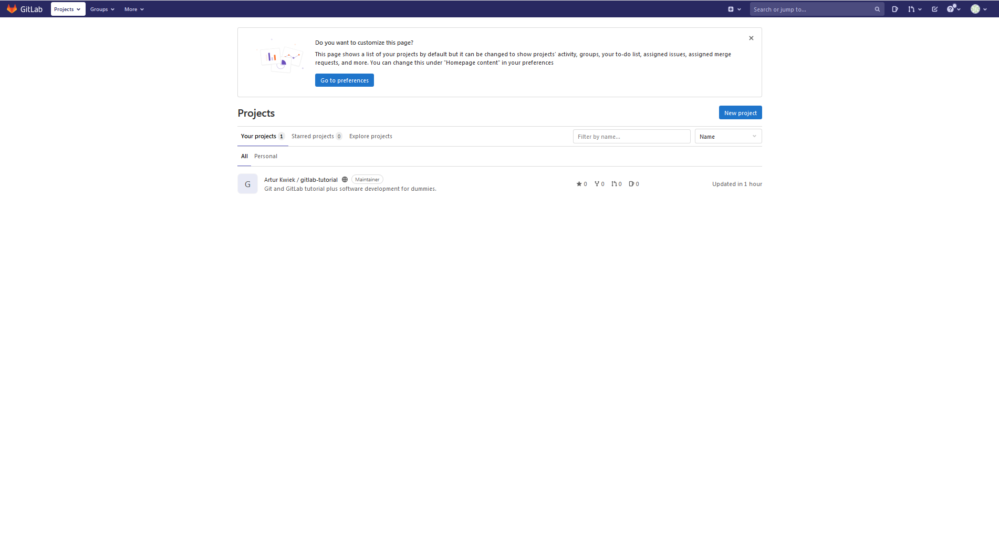 GitLab Projects Groups More Search or jump to...
Do you want to customize this page?
This page shows a list of your projects by default but it can be changed to show projects' activity, groups, your to-do list, assigned issues, assigned merge
requests, and more. You can change this under "Homepage content" in your preferences
Go to preferences
Projects New project
Your projects 1 Starred projects 0 Explore projects Filter by name... Name
All Personal
G
Artur Kwiek / gitlab-tutorial Maintainer
Git and GitLab tutorial plus software development for dummies.
0 0 0 0 Updated in 1 hour